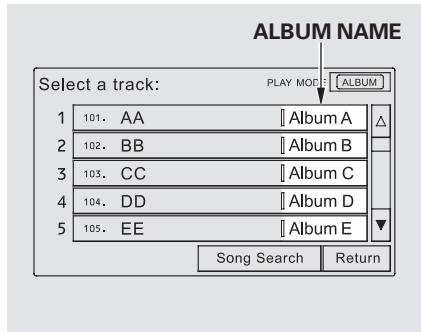 ALBUM NAME
Select a track: PLAY MODE ALBUM
1 101. AA Album A
2 102. BB Album B
3 103. CC Album C
4 104. DD Album D
5 105. EE Album E
Song Search Return